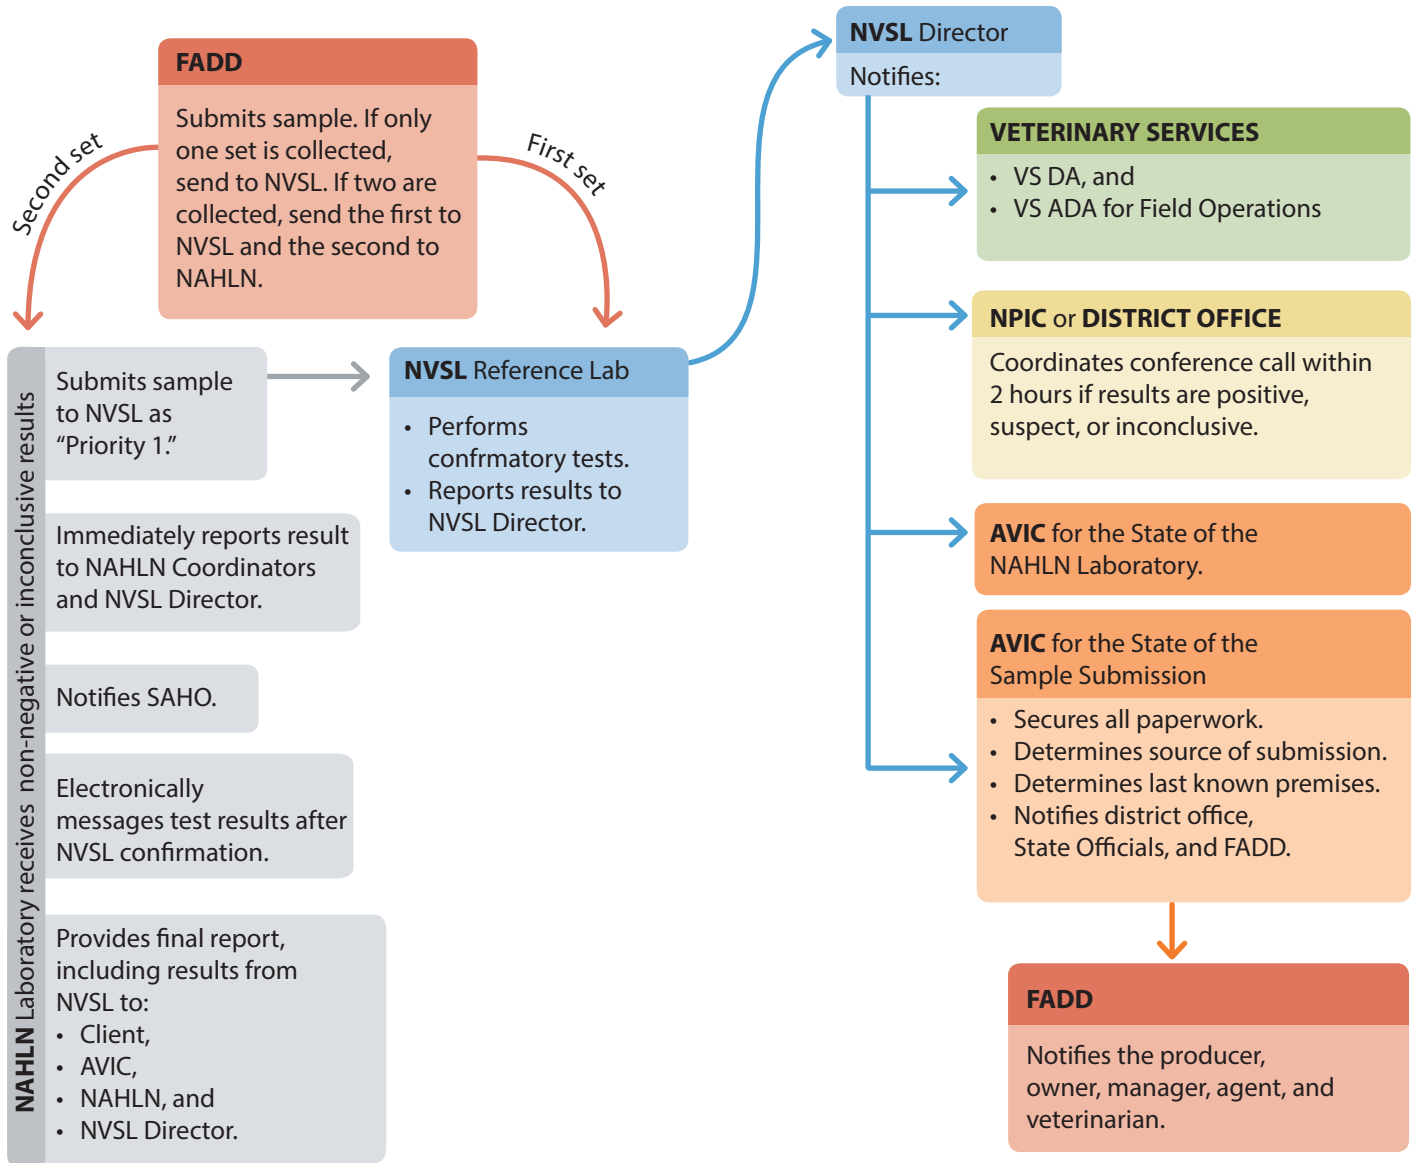 FADD
Submits sample. If only
one set is collected,
send to NVSL. If two are
collected, send the first to
NVSL and the second to
NAHLN.
Second set
First set
NAHLN Laboratory receives non-negative or inconclusive results
Submits sample
to NVSL as
“Priority 1.”
Immediately reports result
to NAHLN Coordinators
and NVSL Director.
Notifies SAHO.
Electronically
messages test results after
NVSL confirmation.
Provides final report,
including results from
NVSL to:
• Client,
• AVIC,
• NAHLN, and
• NVSL Director.
NVSL Reference Lab
• Performs
confrmatory tests.
• Reports results to
NVSL Director.
NVSL Director
Notifies:
VETERINARY SERVICES
• VS DA, and
• VS ADA for Field Operations
NPIC or DISTRICT OFFICE
Coordinates conference call within
2 hours if results are positive,
suspect, or inconclusive.
AVIC for the State of the
NAHLN Laboratory.
AVIC for the State of the
Sample Submission
• Secures all paperwork.
• Determines source of submission.
• Determines last known premises.
• Notifies district office,
State Officials, and FADD.
FADD
Notifies the producer,
owner, manager, agent, and
veterinarian.